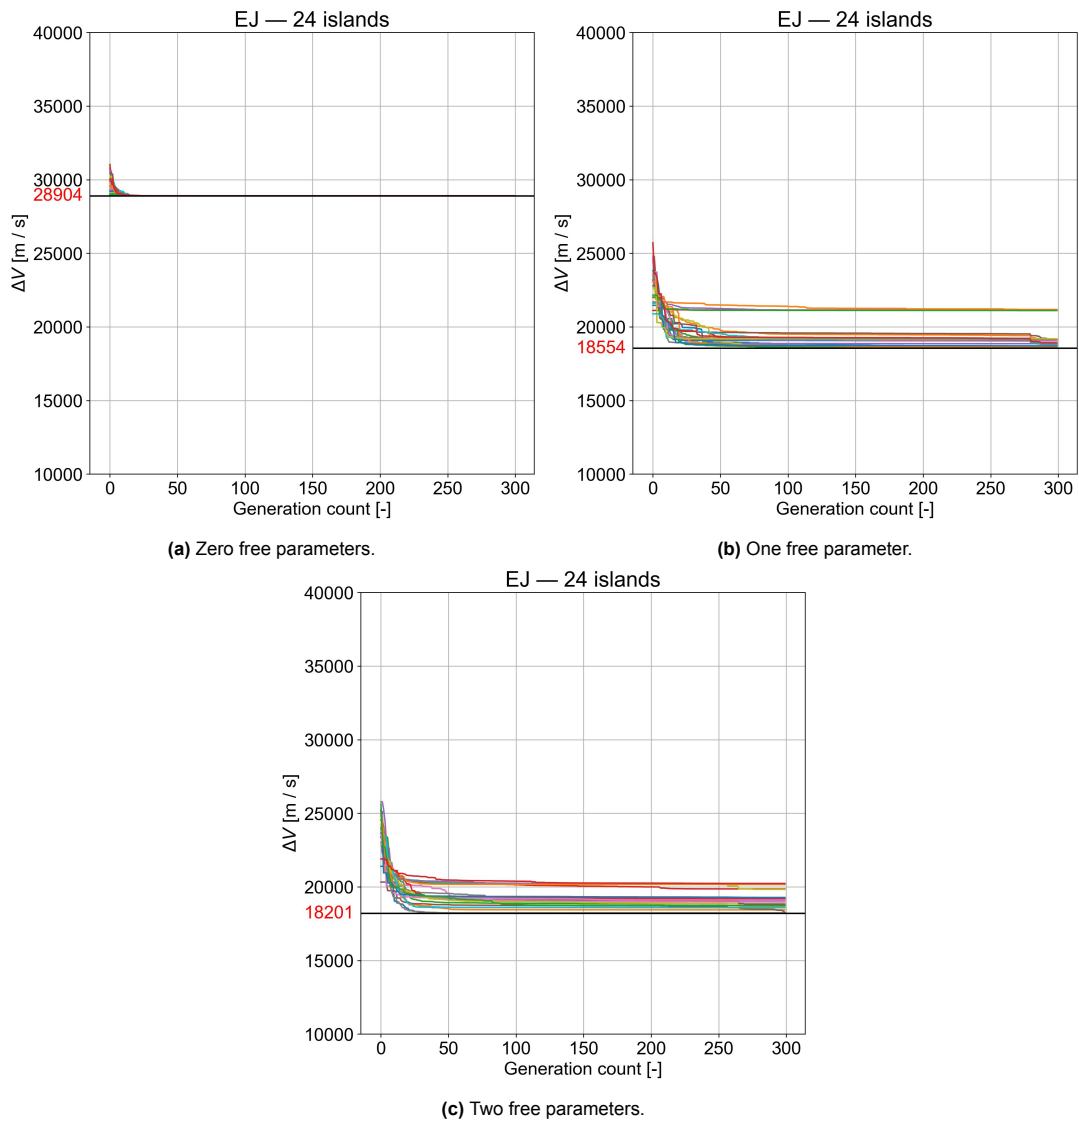 EJ — 24 islands
40000
35000
30000
28904
25000
20000
15000
10000
ΔV [m / s]
0 50 100 150 200 250 300
Generation count [-]
(a) Zero free parameters.
EJ — 24 islands
40000
35000
30000
25000
20000
18554
15000
10000
ΔV [m / s]
0 50 100 150 200 250 300
Generation count [-]
(b) One free parameter.
EJ — 24 islands
40000
35000
30000
25000
20000
18201
15000
10000
ΔV [m / s]
0 50 100 150 200 250 300
Generation count [-]
(c) Two free parameters.